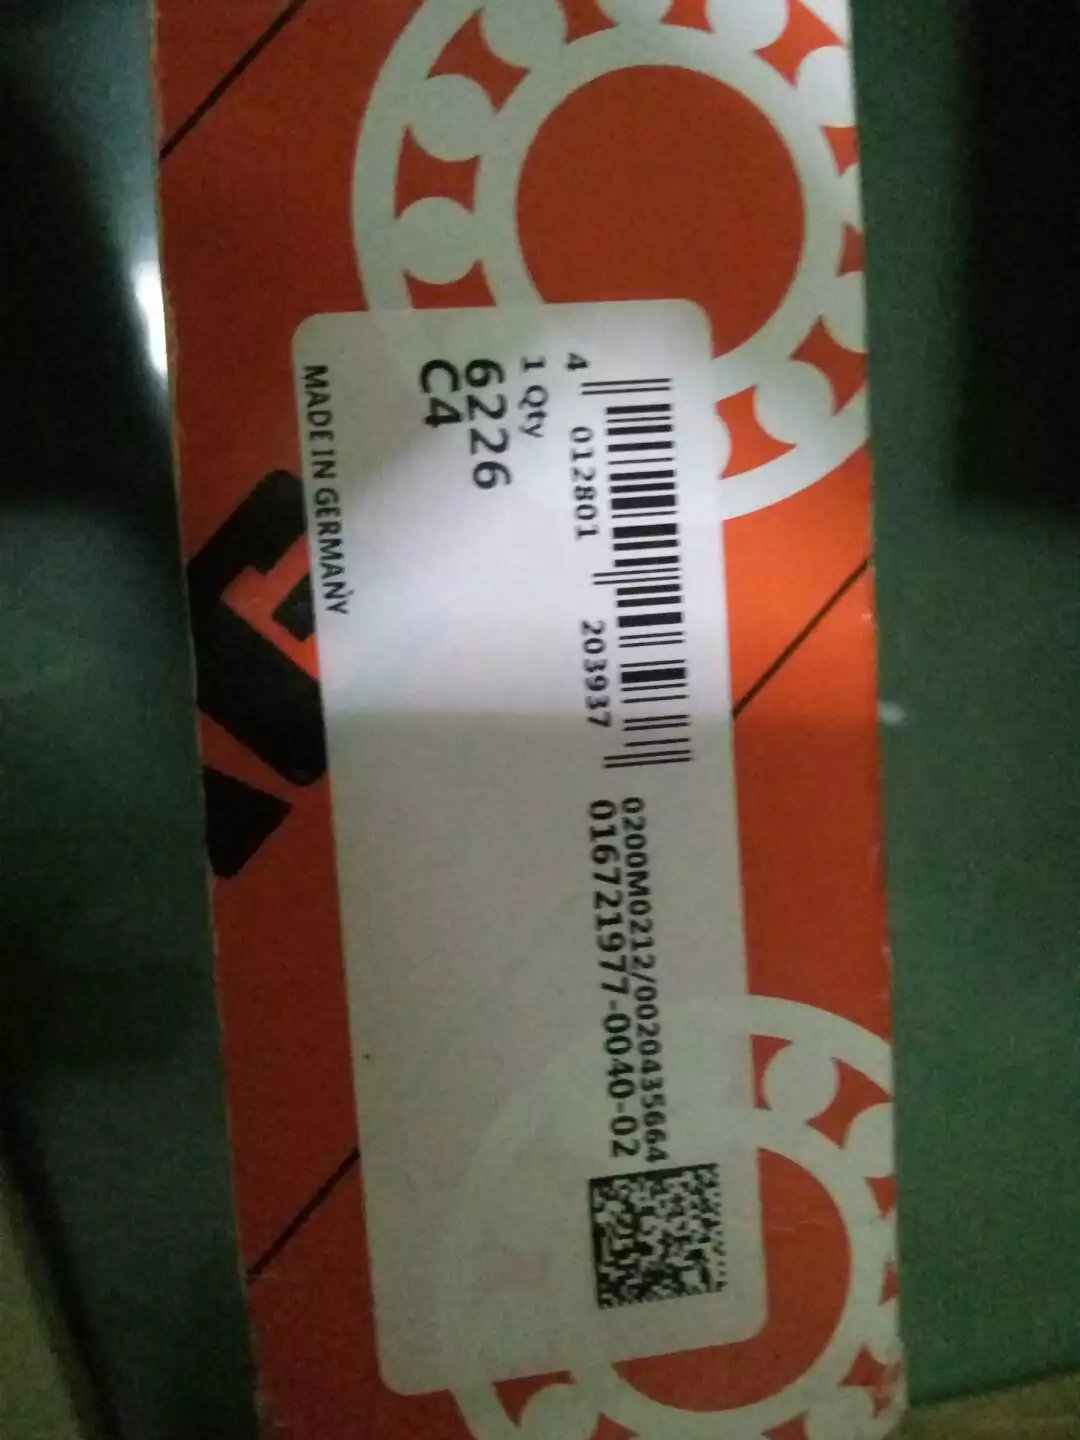 4 012801 203937
0200M0212/0020435664
016721977-0040-02
1 Qty
6226
C4
MADE IN GERMANY